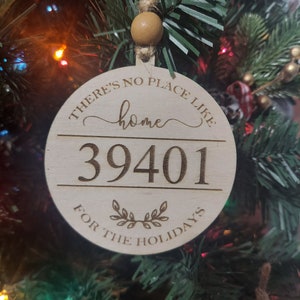 THERE'S NO PLACE LIKE
home
39401
FOR THE HOLIDAYS